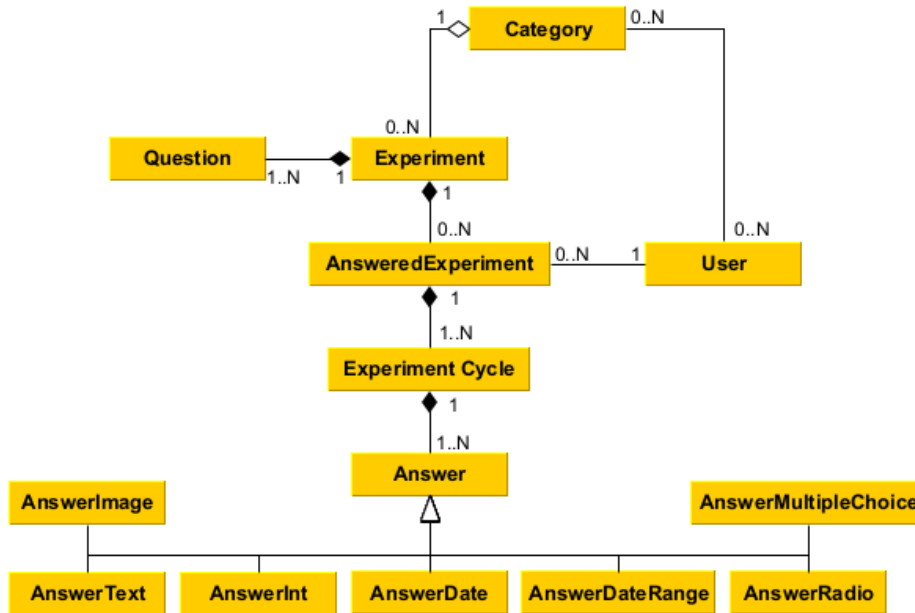 1
Category
0..N
0..N
Question
1..N
1
Experiment
1
0..N
0..N
AnsweredExperiment
0..N
1
User
1
1..N
Experiment Cycle
1
1..N
Answer
AnswerImage
AnswerMultipleChoice
AnswerText
AnswerInt
AnswerDate
AnswerDateRange
AnswerRadio